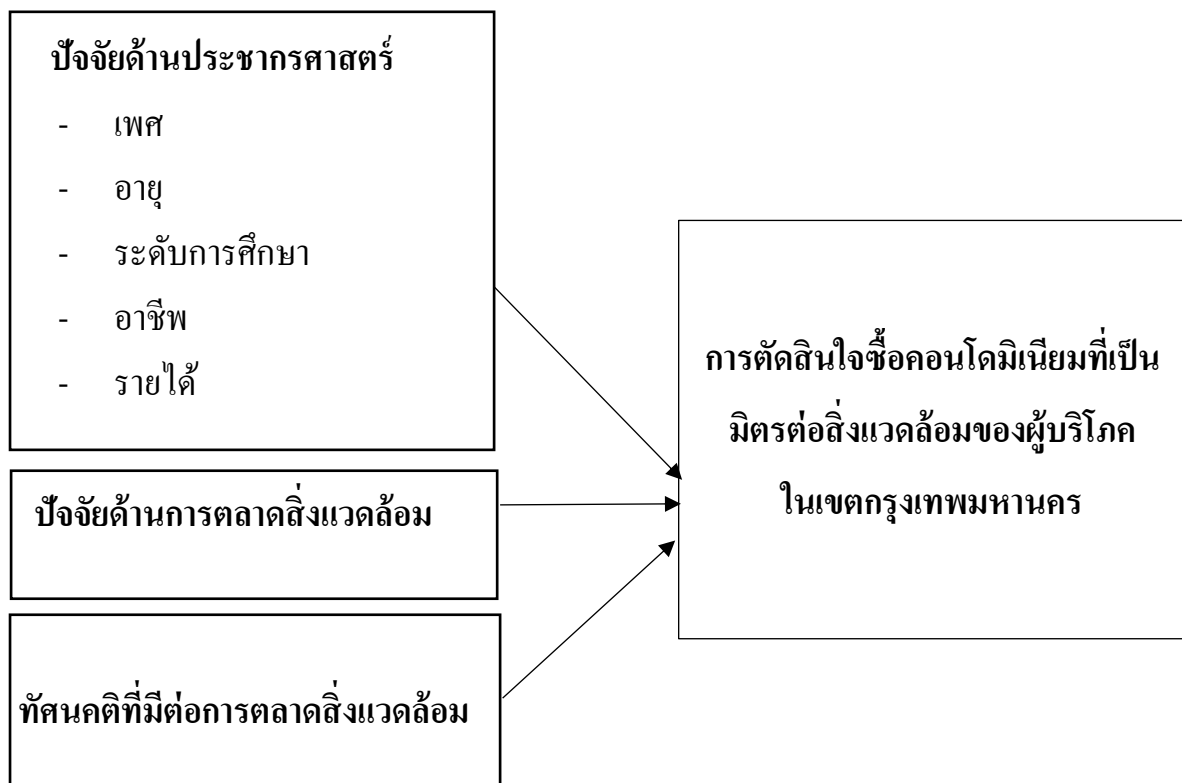 ปัจจัยด้านประชากรศาสตร์
- เพศ
- อายุ
- ระดับการศึกษา
- อาชีพ
- รายได้
ปัจจัยด้านการตลาดสิ่งแวดล้อม
ทัศนคติที่มีต่อการตลาดสิ่งแวดล้อม
การตัดสินใจซื้อคอนโดมิเนียมที่เป็น
มิตรต่อสิ่งแวดล้อมของผู้บริโภค
ในเขตกรุงเทพมหานคร